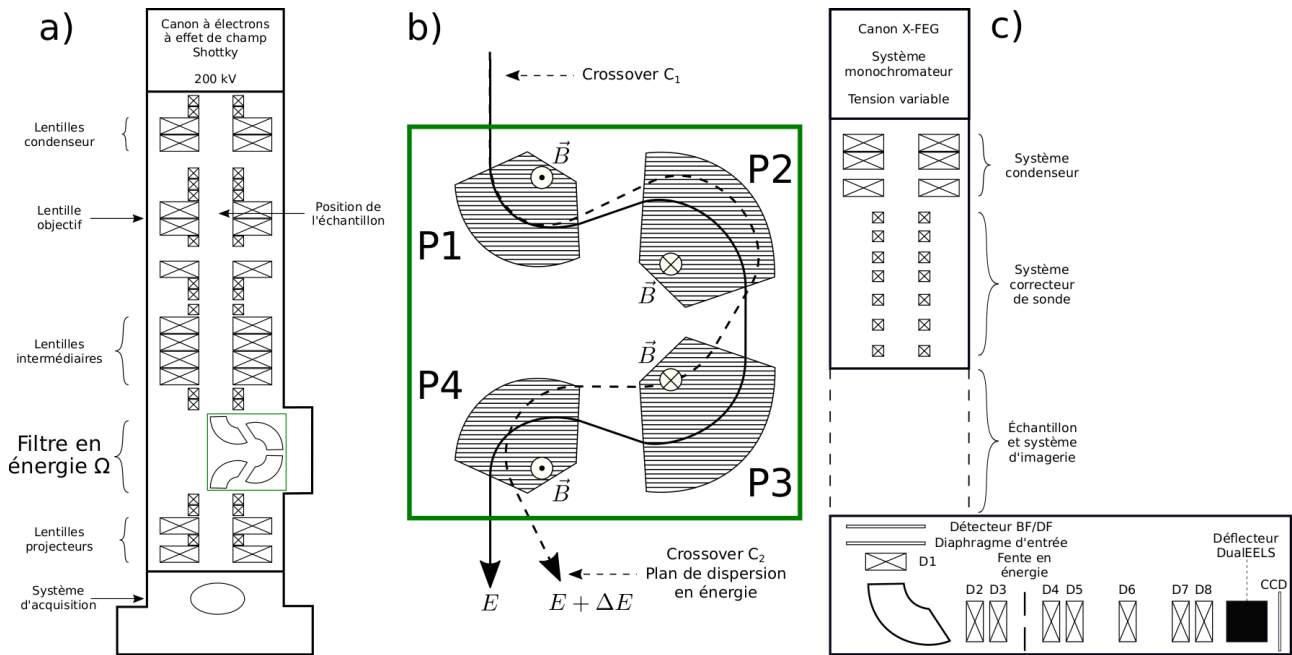 a)
Canon à électrons
à effet de champ
Shottky
200 kV
Lentilles
condenseur
Lentille
objectif
Position de
l'échantillon
Lentilles
intermédiaires
Filtre en
énergie Ω
Lentilles
projecteurs
Système
d'acquisition
b)
Crossover C₁
P1
B⃗
P2
B⃗
P4
B⃗
P3
B⃗
Crossover C₂
Plan de dispersion
en énergie
E
E + ΔE
c)
Canon X-FEG
Système
monochromateur
Tension variable
Système
condenseur
Système
correcteur
de sonde
Échantillon
et système
d'imagerie
Détecteur BF/DF
Diaphragme d'entrée
D1
Fente en
énergie
Déflecteur
DualEELS
CCD
D2 D3 D4 D5 D6 D7 D8